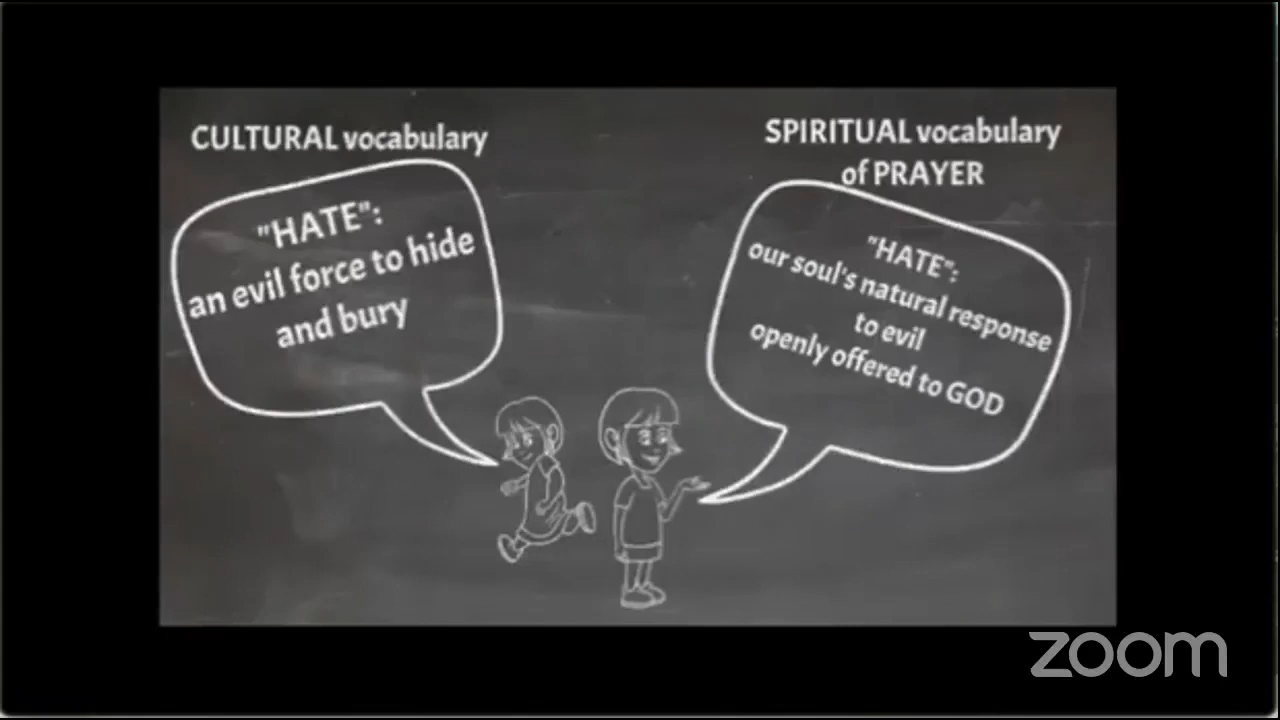 CULTURAL vocabulary
"HATE":
an evil force to hide
and bury
SPIRITUAL vocabulary
of PRAYER
"HATE":
our soul's natural response
to evil
openly offered to GOD
zoom